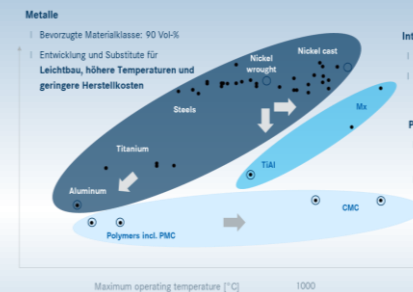 Metalle
Int
Bevorzugte Materialklasse: 90 Vol-%
Entwicklung und Substitute für
Leichtbau, höhere Temperaturen und
geringere Herstellkosten
Nickel cast
Nickel
wrought
Steels
Mx
P
Titanium
TiAl
Aluminum
CMC
Polymers incl. PMC
Maximum operating temperature [°C]
1000